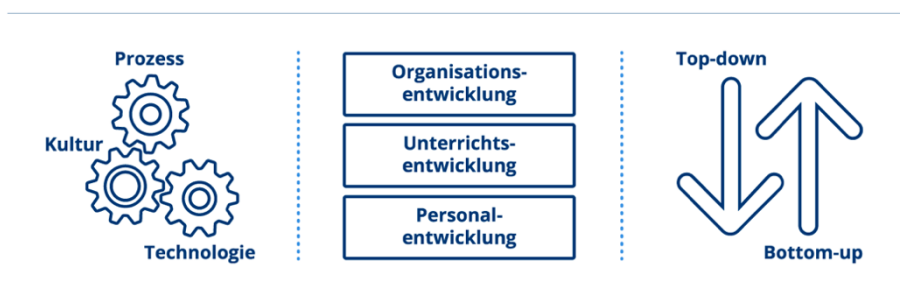 Prozess
Kultur
Technologie
Organisations-
entwicklung
Unterrichts-
entwicklung
Personal-
entwicklung
Top-down
Bottom-up